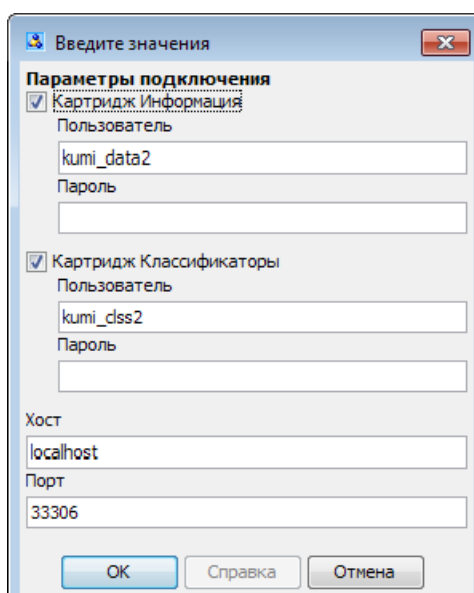 Введите значения
Параметры подключения
Картридж Информация
Пользователь
kumi_data2
Пароль
Картридж Классификаторы
Пользователь
kumi_clss2
Пароль
Хост
localhost
Порт
33306
ОК Справка Отмена